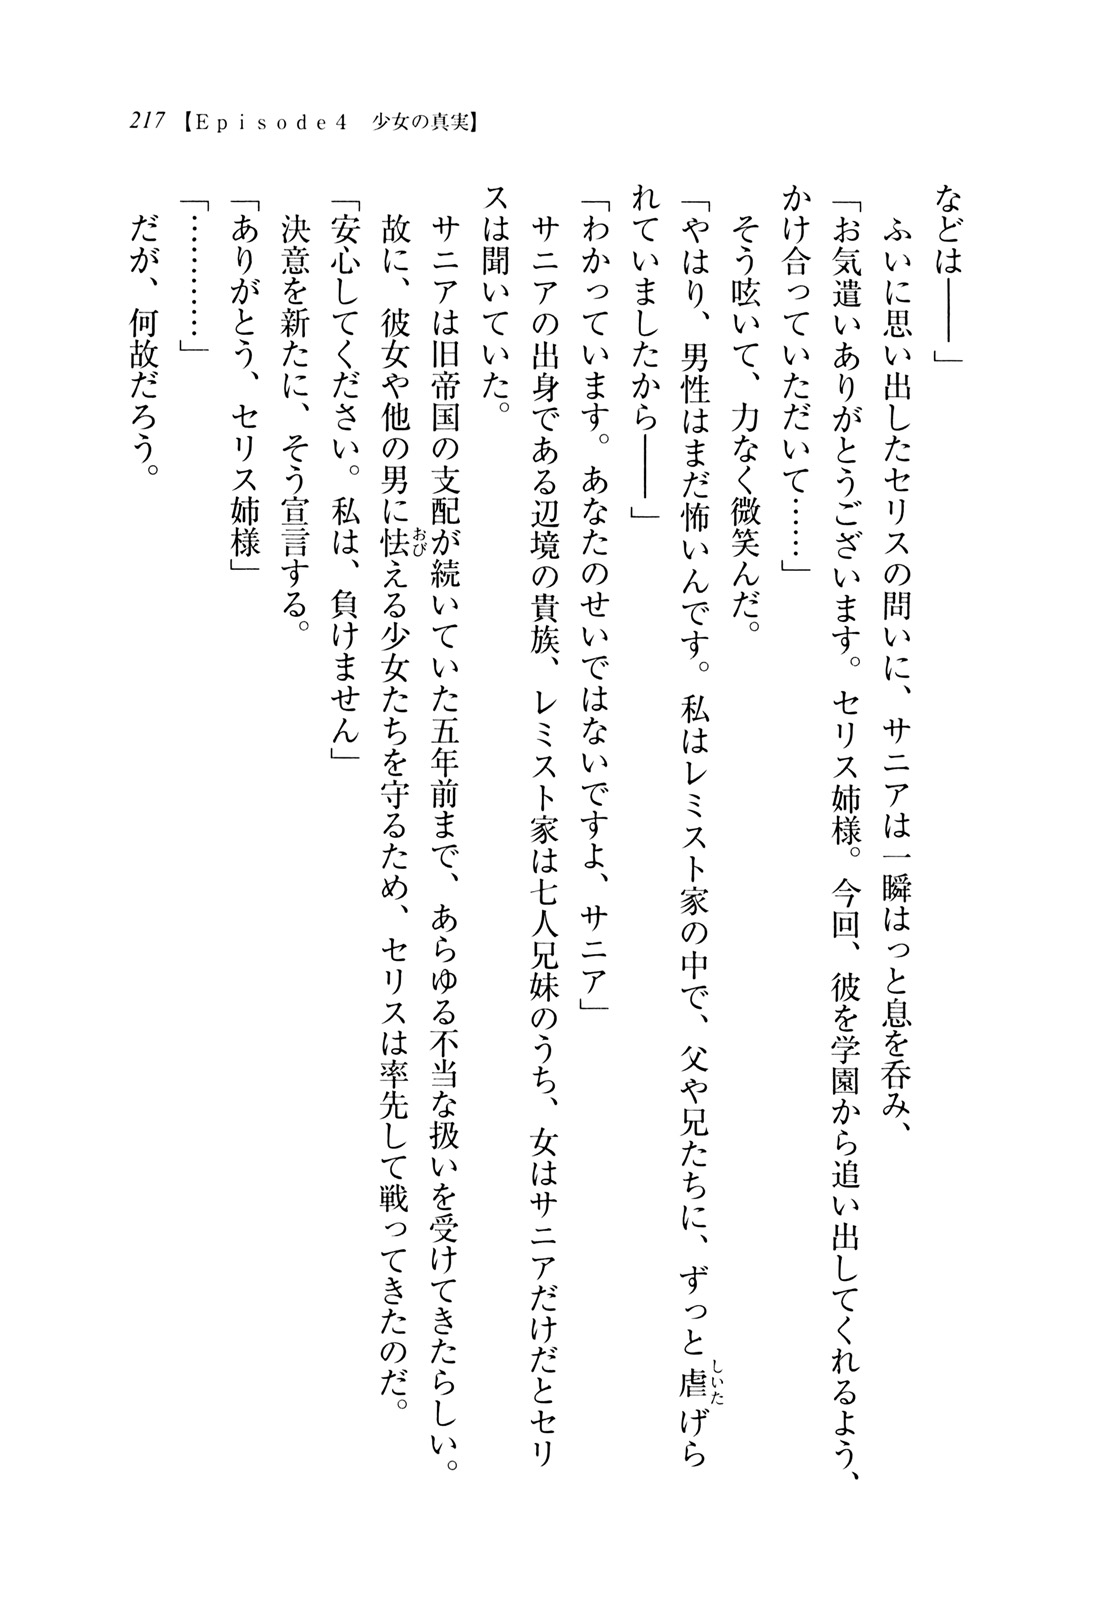 217【Episode4　少女の真実】
などは――」
　ふいに思い出したセリスの問いに、サニアは一瞬はっと息を呑み、
「お気遣いありがとうございます。セリス姉様。今回、彼を学園から追い出してくれるよう、
かけ合っていただいて……」
　そう呟いて、力なく微笑んだ。
「やはり、男性はまだ怖いんです。私はレミスト家の中で、父や兄たちに、ずっと虐げら
れていましたから――」
「わかっています。あなたのせいではないですよ、サニア」
　サニアの出身である辺境の貴族、レミスト家は七人兄妹のうち、女はサニアだけだとセリ
スは聞いていた。
　サニアは旧帝国の支配が続いていた五年前まで、あらゆる不当な扱いを受けてきたらしい。
　故に、彼女や他の男に怯える少女たちを守るため、セリスは率先して戦ってきたのだ。
「安心してください。私は、負けません」
　決意を新たに、そう宣言する。
「ありがとう、セリス姉様」
「…………」
　だが、何故だろう。